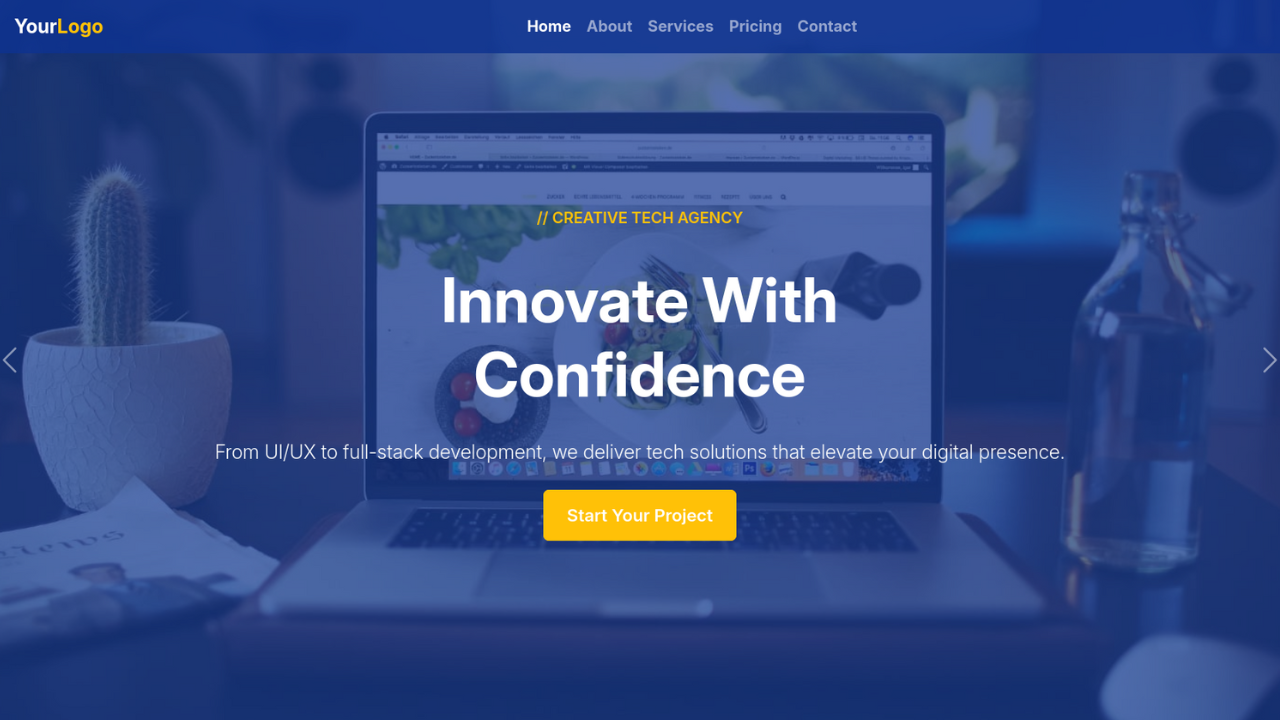 YourLogo
Home About Services Pricing Contact
// CREATIVE TECH AGENCY
Innovate With
Confidence
From UI/UX to full-stack development, we deliver tech solutions that elevate your digital presence.
Start Your Project